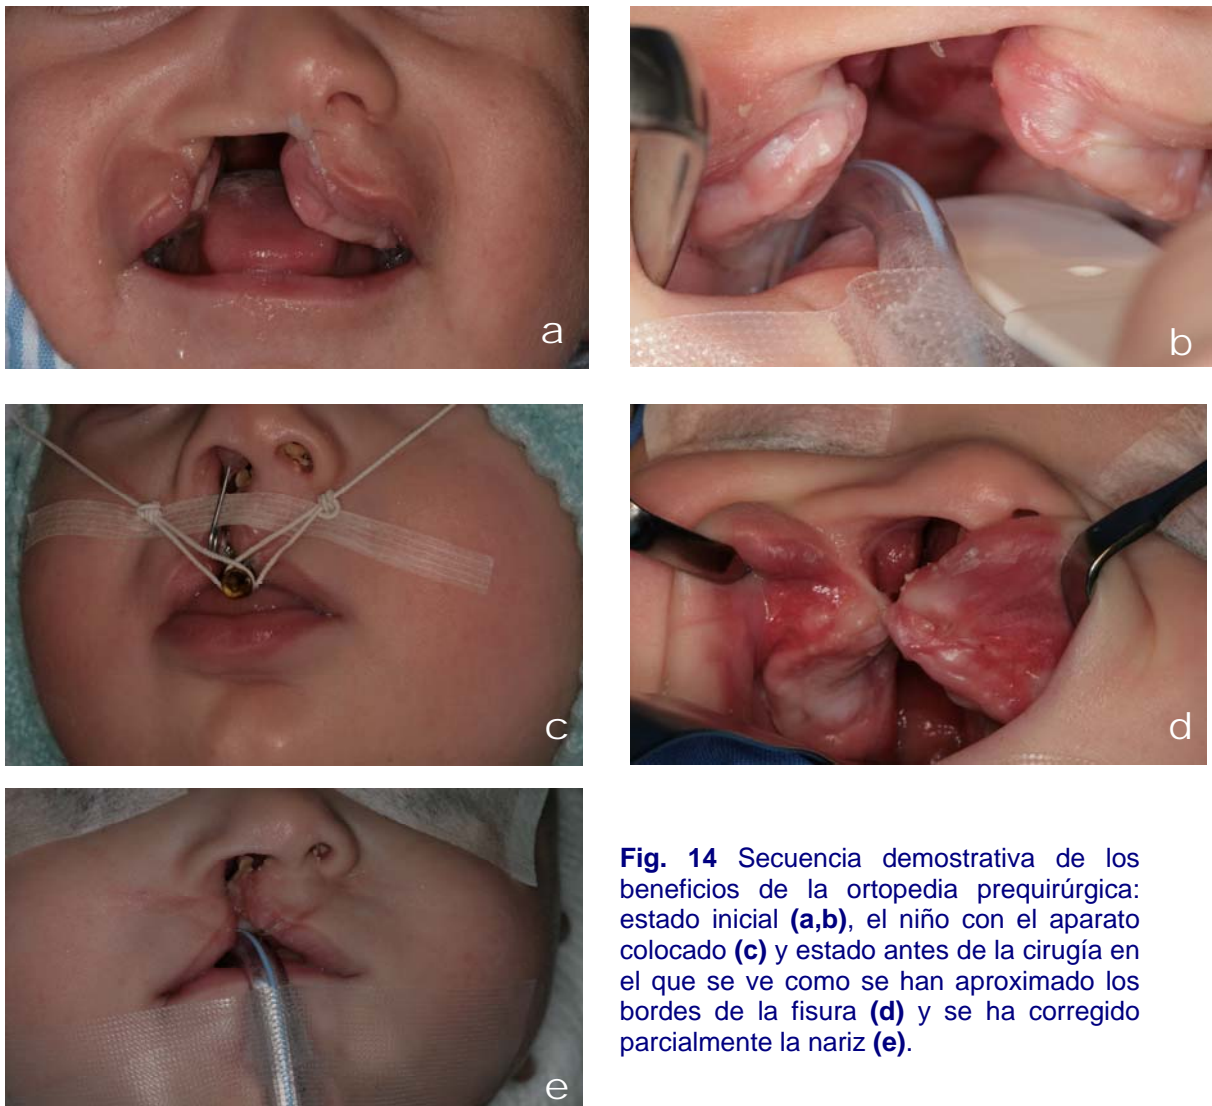 a
b
c
d
e
Fig. 14 Secuencia demostrativa de los
beneficios de la ortopedia prequirúrgica:
estado inicial (a,b), el niño con el aparato
colocado (c) y estado antes de la cirugía en
el que se ve como se han aproximado los
bordes de la fisura (d) y se ha corregido
parcialmente la nariz (e).